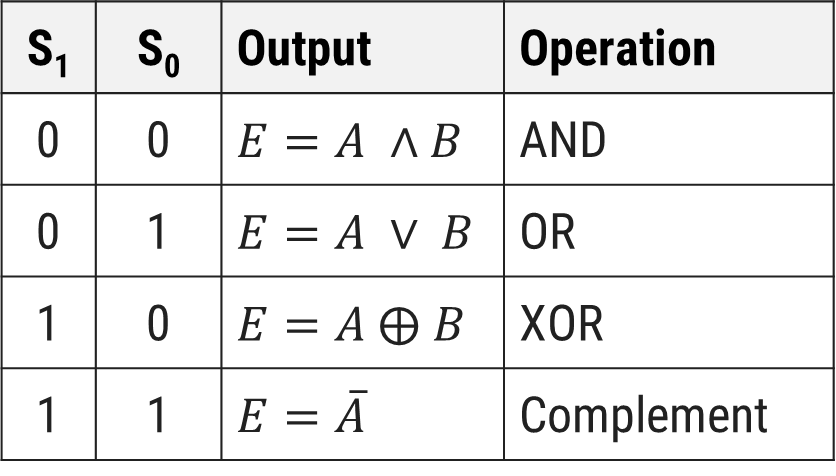 S₁ S₀ Output Operation
0 0 E = A ∧ B AND
0 1 E = A ∨ B OR
1 0 E = A ⊕ B XOR
1 1 E = Ā Complement